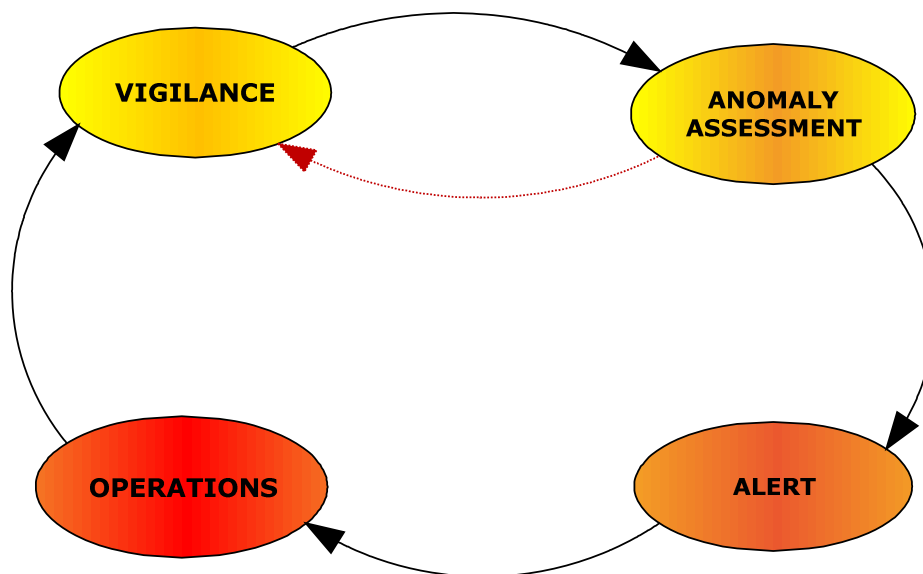 VIGILANCE
ANOMALY
ASSESSMENT
OPERATIONS
ALERT